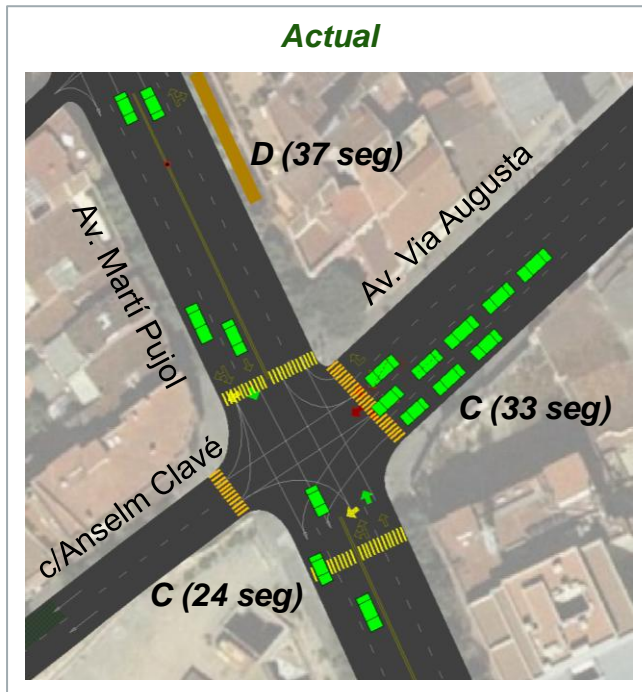 Actual
D (37 seg)
Av. Via Augusta
Av. Martí Pujol
C (33 seg)
c/Anselm Clavé
C (24 seg)